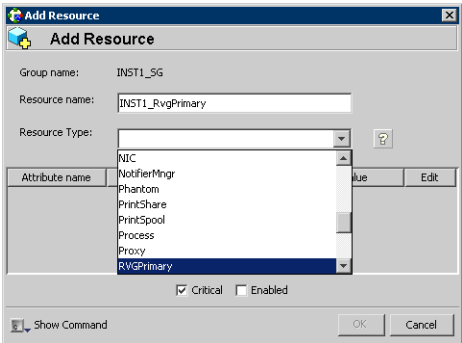 Add Resource
Add Resource
Group name: INST1_SG
Resource name: INST1_RvgPrimary
Resource Type: ?
NIC
NotifierMngr
Phantom
PrintShare
PrintSpool
Process
Proxy
RVGPrimary
Attribute name Edit
Critical Enabled
Show Command OK Cancel